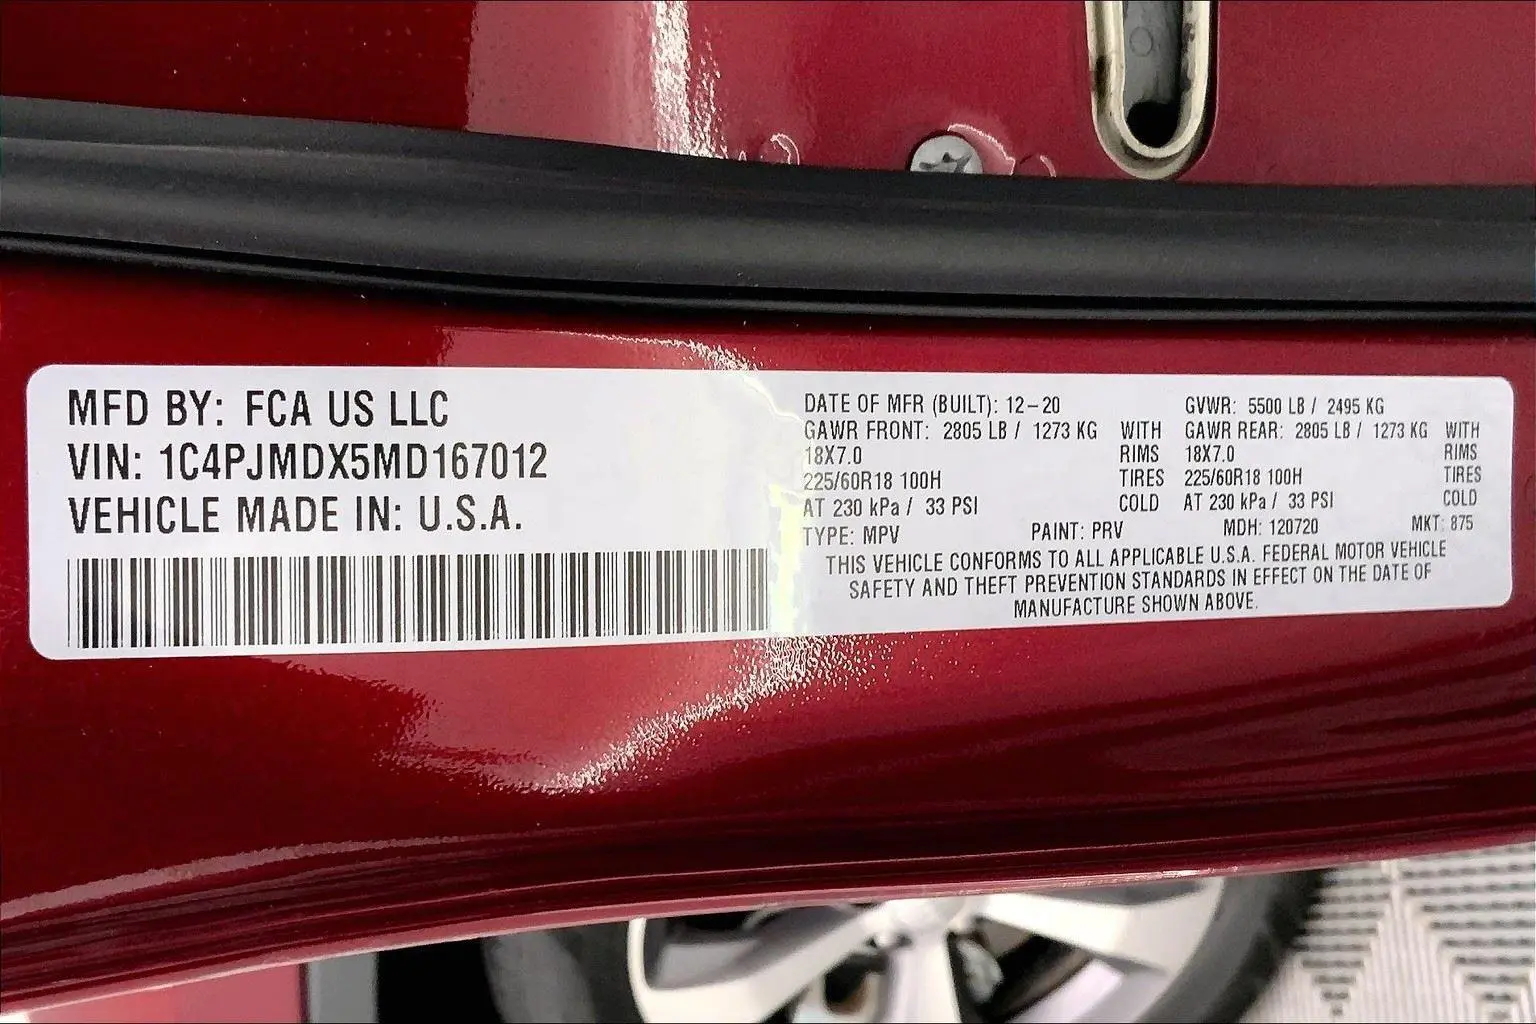 MFD BY: FCA US LLC
VIN: 1C4PJMDX5MD167012
VEHICLE MADE IN: U.S.A.
DATE OF MFR (BUILT): 12-20 GVWR: 5500 LB / 2495 KG
GAWR FRONT: 2805 LB / 1273 KG WITH GAWR REAR: 2805 LB / 1273 KG WITH
18X7.0 RIMS 18X7.0 RIMS
225/60R18 100H TIRES 225/60R18 100H TIRES
AT 230 kPa / 33 PSI COLD AT 230 kPa / 33 PSI COLD
TYPE: MPV PAINT: PRV MDH: 120720 MKT: 875
THIS VEHICLE CONFORMS TO ALL APPLICABLE U.S.A. FEDERAL MOTOR VEHICLE
SAFETY AND THEFT PREVENTION STANDARDS IN EFFECT ON THE DATE OF
MANUFACTURE SHOWN ABOVE.